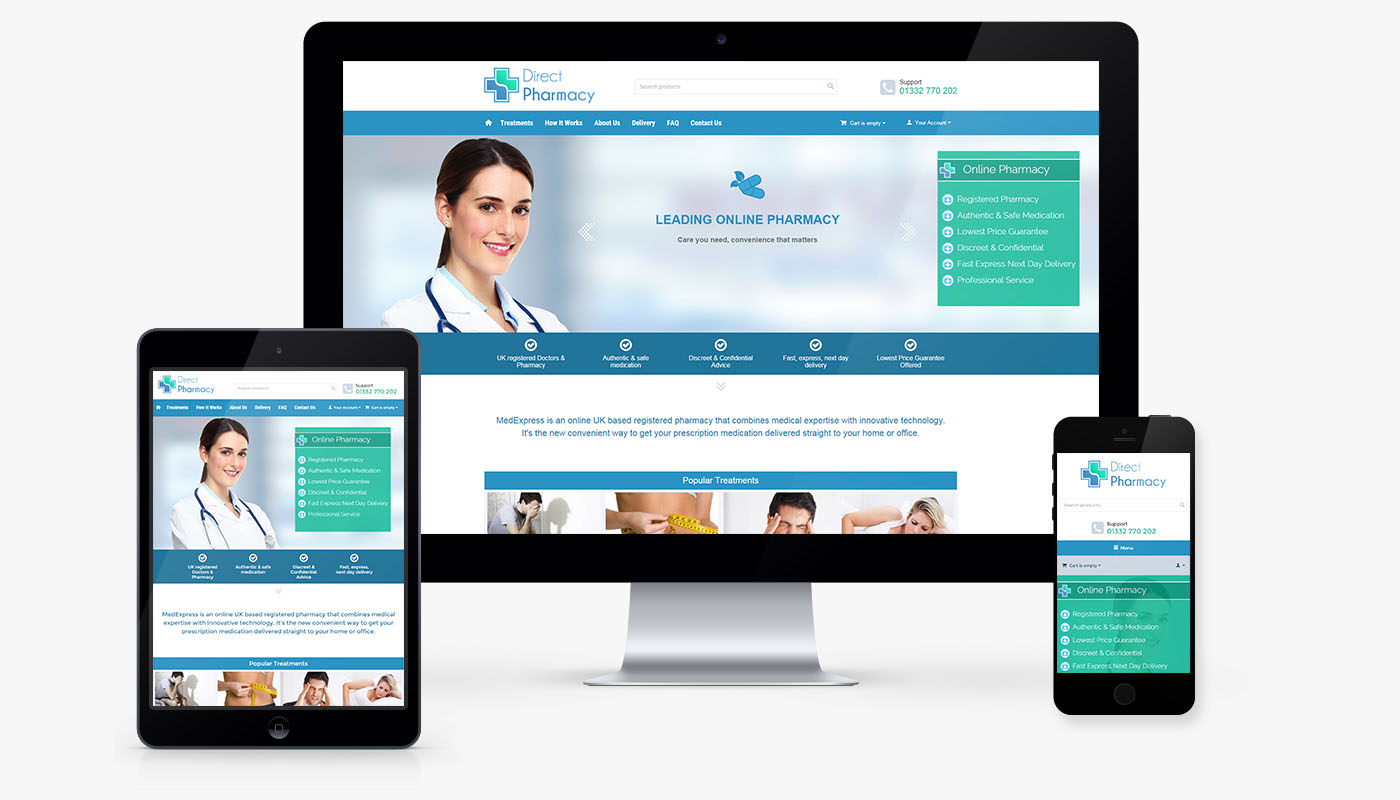 Direct
Pharmacy
Search products
Support
01332 770 202
Treatments How It Works About Us Delivery FAQ Contact Us
Cart is empty
Your Account
LEADING ONLINE PHARMACY
Care you need, convenience that matters
Online Pharmacy
Registered Pharmacy
Authentic & Safe Medication
Lowest Price Guarantee
Discreet & Confidential
Fast Express Next Day Delivery
Professional Service
UK registered Doctors &
Pharmacy
Authentic & safe
medication
Discreet & Confidential
Advice
Fast, express, next day
delivery
Lowest Price Guarantee
Offered
MedExpress is an online UK based registered pharmacy that combines medical expertise with innovative technology.
It's the new convenient way to get your prescription medication delivered straight to your home or office.
Popular Treatments
Direct
Pharmacy
Search products
Support
01332 770 202
Treatments How It Works About Us Delivery FAQ Contact Us
Your Account
Cart is empty
Online Pharmacy
Registered Pharmacy
Authentic & Safe Medication
Lowest Price Guarantee
Discreet & Confidential
Fast Express Next Day Delivery
Professional Service
UK registered
Doctors &
Pharmacy
Authentic & safe
medication
Discreet &
Confidential
Advice
Fast, express,
next day delivery
MedExpress is an online UK based registered pharmacy that combines medical
expertise with innovative technology. It's the new convenient way to get your
prescription medication delivered straight to your home or office.
Popular Treatments
Direct
Pharmacy
Search products
Support
01332 770 202
Menu
Cart is empty
Online Pharmacy
Registered Pharmacy
Authentic & Safe Medication
Lowest Price Guarantee
Discreet & Confidential
Fast Express Next Day Delivery